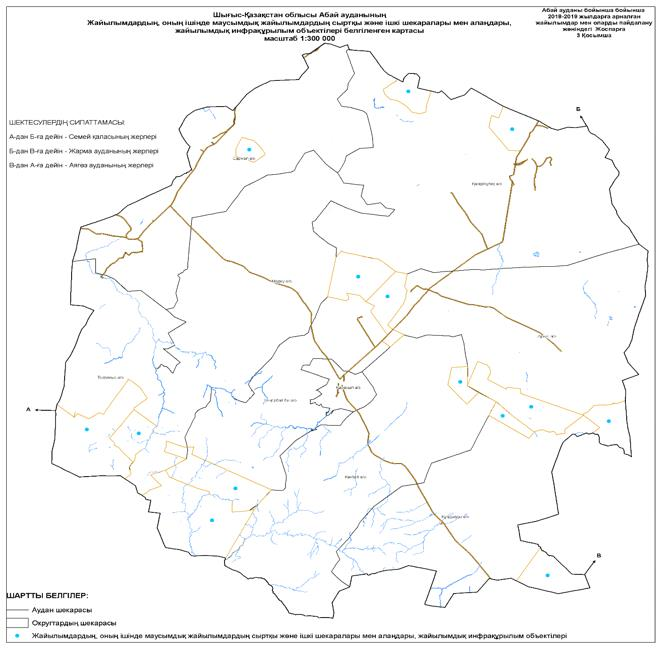 Шығыс-Қазақстан облысы Абай ауданының
Жайылымдардың, оның ішінде маусымдық жайылымдардың сыртқы және ішкі шекаралары мен алаңдары,
жайылымдық инфрақұрылым объектілері белгіленген картасы
масштаб 1:300 000
Абай ауданы бойынша бойынша
2018-2019 жылдарға арналған
жайылымдар мен оларды пайдалану
жөніндегі Жоспарға
3 Қосымша
ШЕКТЕСУЛЕРДІҢ СИПАТТАМАСЫ:
А-дан Б-ға дейін - Семей қаласының жерлері
Б-дан В-ға дейін - Жарма ауданының жерлері
В-дан А-ға дейін - Аягөз ауданының жерлері
Б
А
В
ШАРТТЫ БЕЛГІЛЕР:
Аудан шекарасы
Округтардың шекарасы
Жайылымдардың, оның ішінде маусымдық жайылымдардың сыртқы және ішкі шекаралары мен алаңдары, жайылымдық инфрақұрылым объектілері